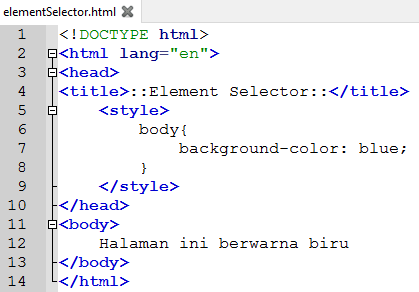 elementSelector.html
1 <!DOCTYPE html>
2 <html lang="en">
3 <head>
4 <title>::Element Selector::</title>
5     <style>
6         body{
7             background-color: blue;
8         }
9     </style>
10 </head>
11 <body>
12     Halaman ini berwarna biru
13 </body>
14 </html>